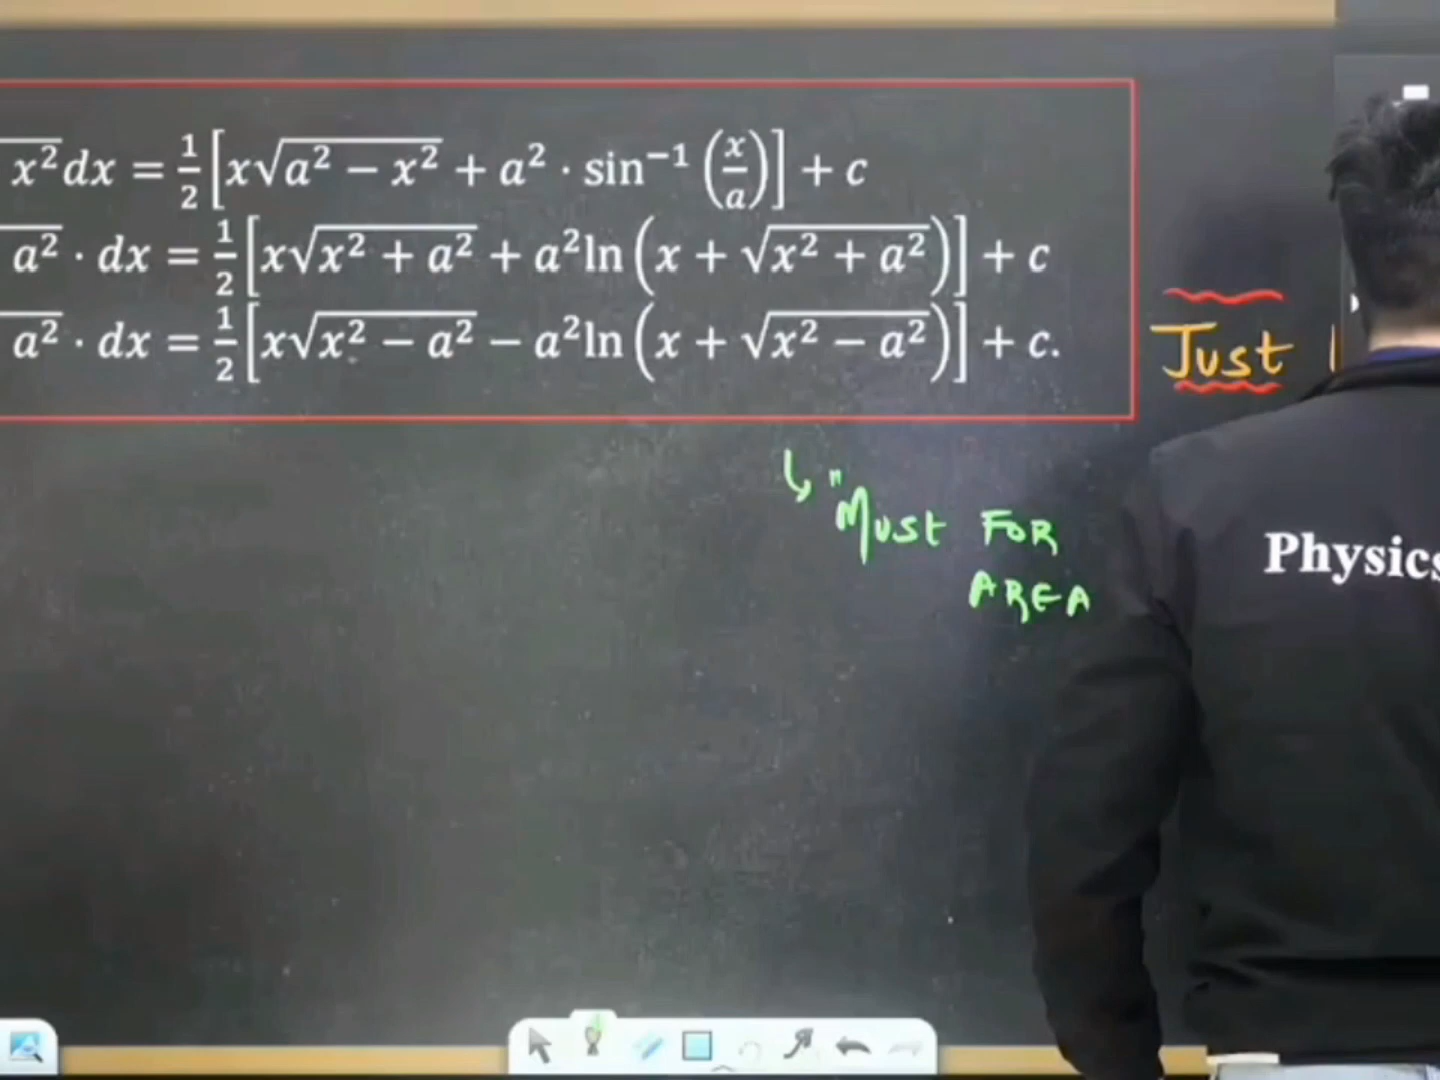 x²dx = 1/2 [x√(a² − x²) + a² · sin⁻¹ (x/a)] + c
a² · dx = 1/2 [x√(x² + a²) + a²ln (x + √(x² + a²))] + c
a² · dx = 1/2 [x√(x² − a²) − a²ln (x + √(x² − a²))] + c.
Just
"Must FOR
AREA
Physics